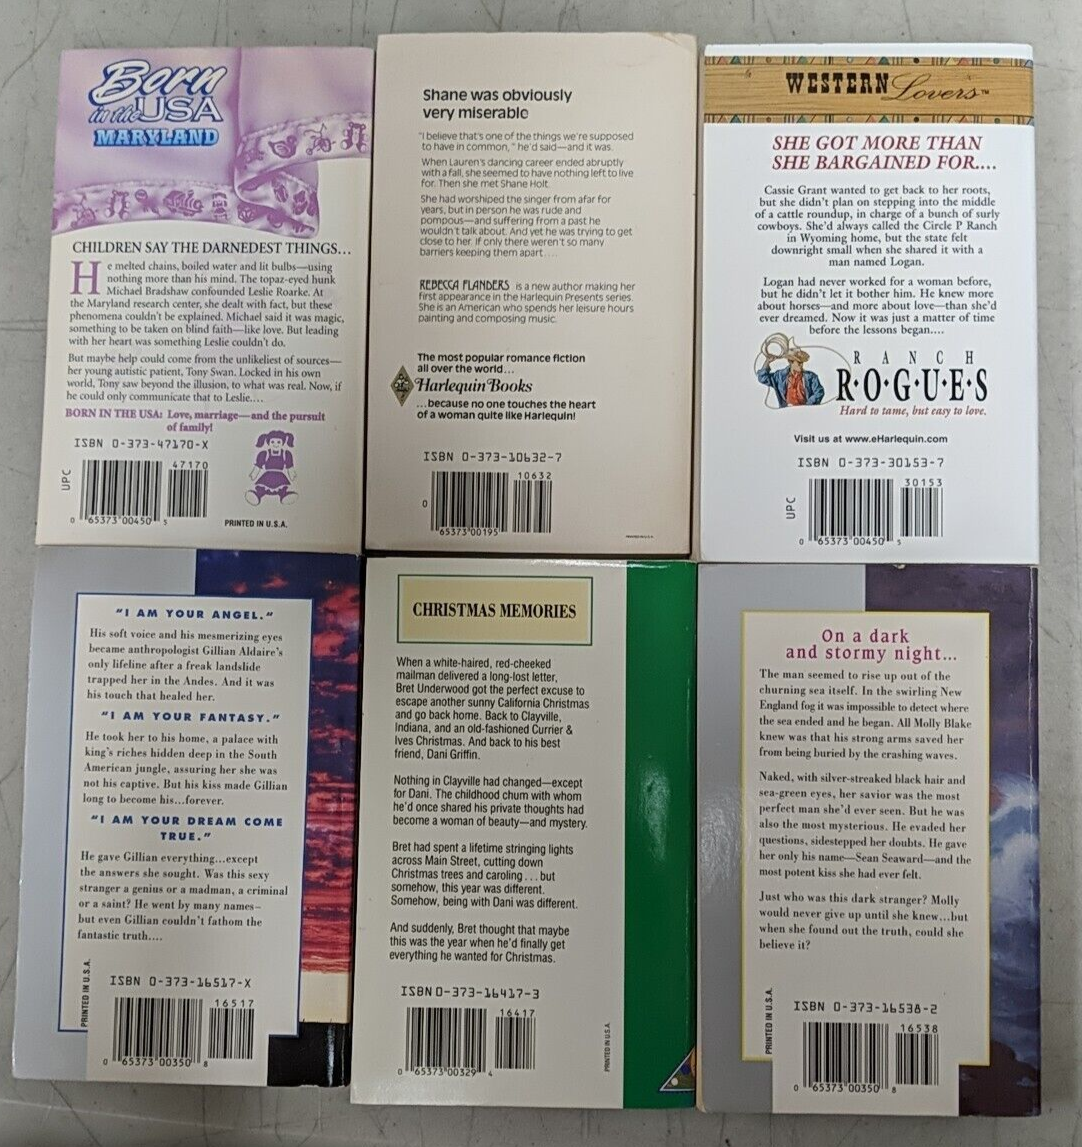 Born
in the USA
MARYLAND
CHILDREN SAY THE DARNEDEST THINGS...
He melted chains, boiled water and lit bulbs—using
nothing more than his mind. The topaz-eyed hunk
Michael Bradshaw confounded Leslie Roarke. At
the Maryland research center, she dealt with fact, but these
phenomena couldn't be explained. Michael said it was magic,
something to be taken on blind faith—like love. But leading
with her heart was something Leslie couldn't do.
But maybe help could come from the unlikeliest of sources—
her young autistic patient, Tony Swan. Locked in his own
world, Tony saw beyond the illusion, to what was real. Now, if
he could only communicate that to Leslie....
BORN IN THE USA: Love, marriage—and the pursuit
of family!
ISBN 0-373-47170-X
47170
UPC
0 65373 00450 5
PRINTED IN U.S.A.
Shane was obviously
very miserable
"I believe that's one of the things we're supposed
to have in common," he'd said—and it was.
When Lauren's dancing career ended abruptly
with a fall, she seemed to have nothing left to live
for. Then she met Shane Holt.
She had worshiped the singer from afar for
years, but in person he was rude and
pompous—and suffering from a past he
wouldn't talk about. And yet he was trying to get
close to her. If only there weren't so many
barriers keeping them apart....
REBECCA FLANDERS is a new author making her
first appearance in the Harlequin Presents series.
She is an American who spends her leisure hours
painting and composing music.
The most popular romance fiction
all over the world...
Harlequin Books
...because no one touches the heart
of a woman quite like Harlequin!
ISBN 0-373-10632-7
10632
0
65373 00195
PRINTED IN U.S.A.
WESTERN Lovers™
SHE GOT MORE THAN
SHE BARGAINED FOR....
Cassie Grant wanted to get back to her roots,
but she didn't plan on stepping into the middle
of a cattle roundup, in charge of a bunch of surly
cowboys. She'd always called the Circle P Ranch
in Wyoming home, but the state felt
downright small when she shared it with a
man named Logan.
Logan had never worked for a woman before,
but he didn't let it bother him. He knew more
about horses—and more about love—than she'd
ever dreamed. Now it was just a matter of time
before the lessons began....
RANCH
R·O·G·U·E·S
Hard to tame, but easy to love.
Visit us at www.eHarlequin.com
ISBN 0-373-30153-7
30153
UPC
0 65373 00450 5
"I AM YOUR ANGEL."
His soft voice and his mesmerizing eyes
became anthropologist Gillian Aldaire's
only lifeline after a freak landslide
trapped her in the Andes. And it was
his touch that healed her.
"I AM YOUR FANTASY."
He took her to his home, a palace with
king's riches hidden deep in the South
American jungle, assuring her she was
not his captive. But his kiss made Gillian
long to become his...forever.
"I AM YOUR DREAM COME
TRUE."
He gave Gillian everything...except
the answers she sought. Was this sexy
stranger a genius or a madman, a criminal
or a saint? He went by many names–
but even Gillian couldn't fathom the
fantastic truth....
ISBN 0-373-16517-X
PRINTED IN U.S.A.
16517
0 65373 00350 8
CHRISTMAS MEMORIES
When a white-haired, red-cheeked
mailman delivered a long-lost letter,
Bret Underwood got the perfect excuse to
escape another sunny California Christmas
and go back home. Back to Clayville,
Indiana, and an old-fashioned Currier &
Ives Christmas. And back to his best
friend, Dani Griffin.
Nothing in Clayville had changed—except
for Dani. The childhood chum with whom
he'd once shared his private thoughts had
become a woman of beauty—and mystery.
Bret had spent a lifetime stringing lights
across Main Street, cutting down
Christmas trees and caroling...but
somehow, this year was different.
Somehow, being with Dani was different.
And suddenly, Bret thought that maybe
this was the year when he'd finally get
everything he wanted for Christmas.
ISBN 0-373-16417-3
16417
0 65373 00329 4
PRINTED IN U.S.A.
On a dark
and stormy night...
The man seemed to rise up out of the
churning sea itself. In the swirling New
England fog it was impossible to detect where
the sea ended and he began. All Molly Blake
knew was that his strong arms saved her
from being buried by the crashing waves.
Naked, with silver-streaked black hair and
sea-green eyes, her savior was the most
perfect man she'd ever seen. But he was
also the most mysterious. He evaded her
questions, sidestepped her doubts. He gave
her only his name—Sean Seaward—and the
most potent kiss she had ever felt.
Just who was this dark stranger? Molly
would never give up until she knew...but
when she found out the truth, could she
believe it?
PRINTED IN U.S.A.
ISBN 0-373-16538-2
16538
0 65373 00350 8